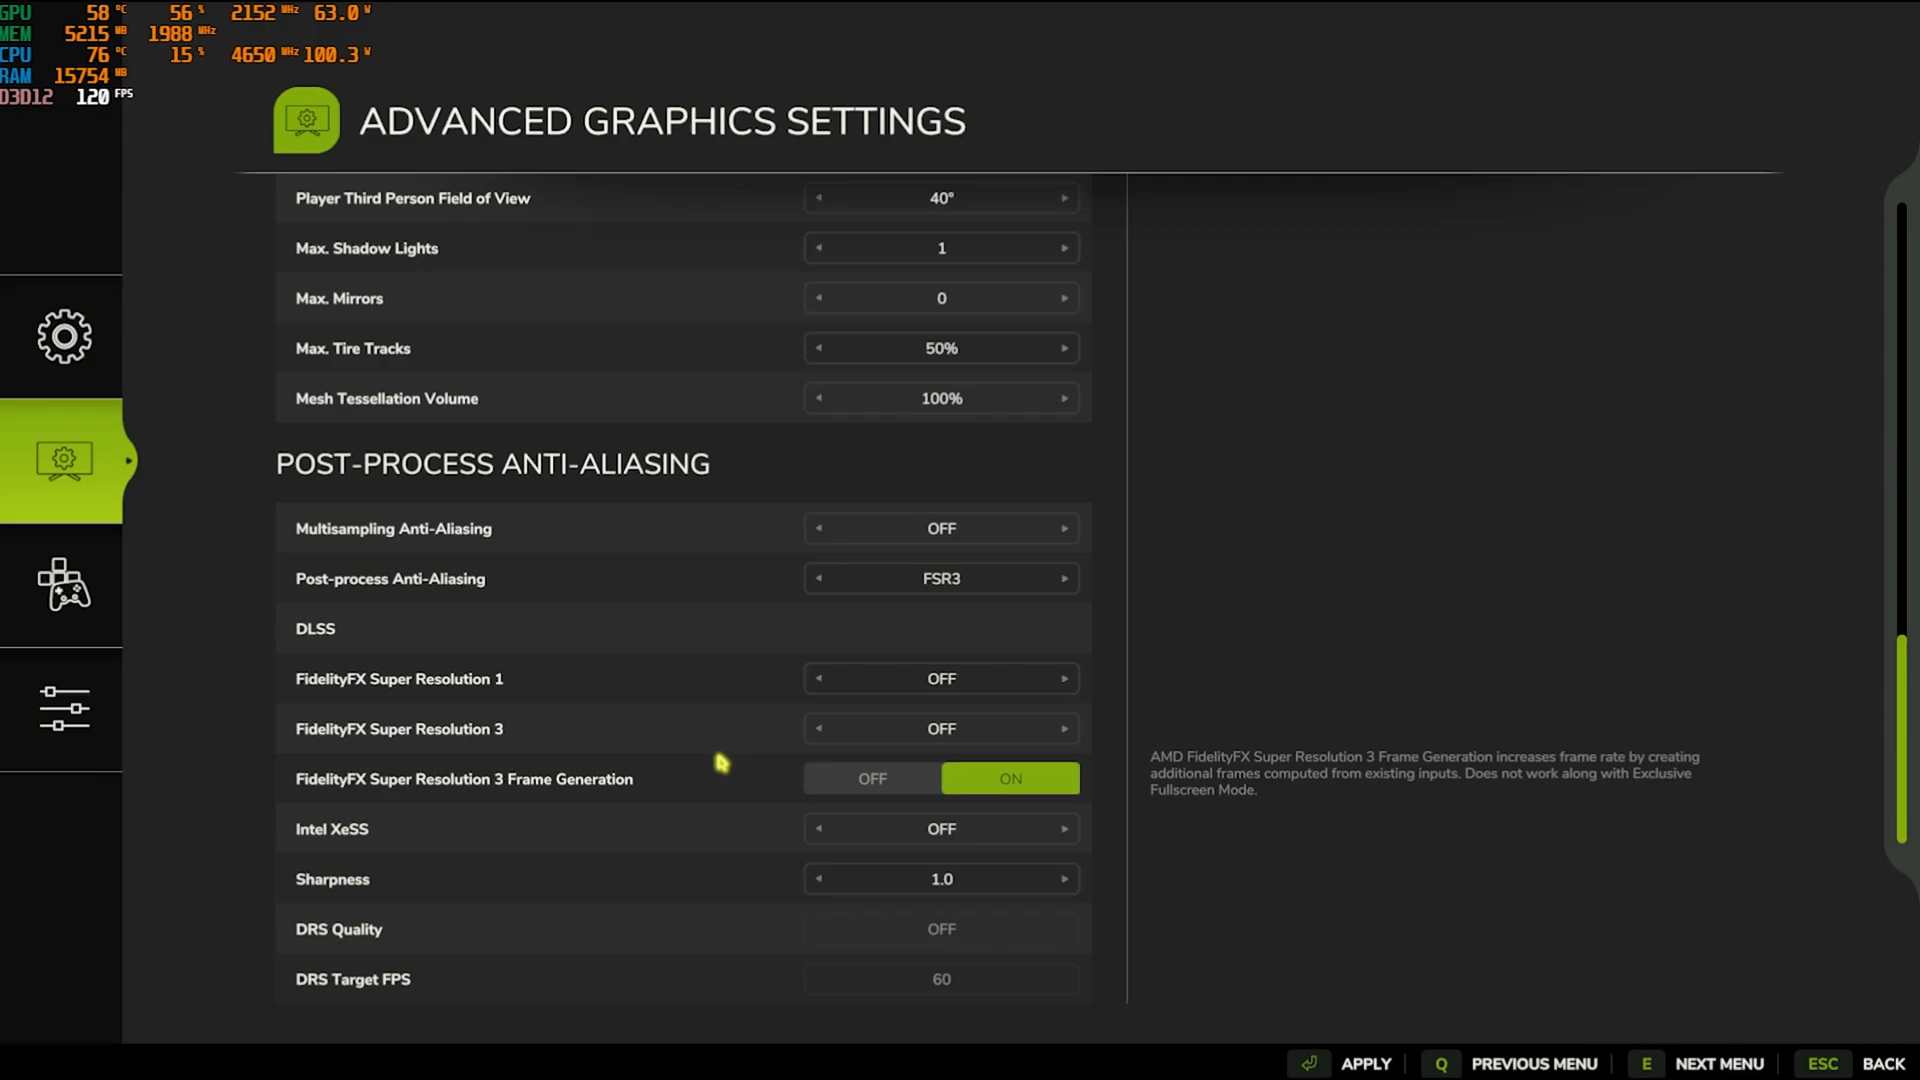 GPU 58 °C 56 % 2152 MHz 63.0 W
MEM 5215 MB 1988 MHz
CPU 76 °C 15 % 4650 MHz 100.3 W
RAM 15754 MB
D3D12 120 FPS
ADVANCED GRAPHICS SETTINGS
Player Third Person Field of View 40°
Max. Shadow Lights 1
Max. Mirrors 0
Max. Tire Tracks 50%
Mesh Tessellation Volume 100%
POST-PROCESS ANTI-ALIASING
Multisampling Anti-Aliasing OFF
Post-process Anti-Aliasing FSR3
DLSS
FidelityFX Super Resolution 1 OFF
FidelityFX Super Resolution 3 OFF
FidelityFX Super Resolution 3 Frame Generation OFF ON
AMD FidelityFX Super Resolution 3 Frame Generation increases frame rate by creating
additional frames computed from existing inputs. Does not work along with Exclusive
Fullscreen Mode.
Intel XeSS OFF
Sharpness 1.0
DRS Quality OFF
DRS Target FPS 60
APPLY Q PREVIOUS MENU E NEXT MENU ESC BACK